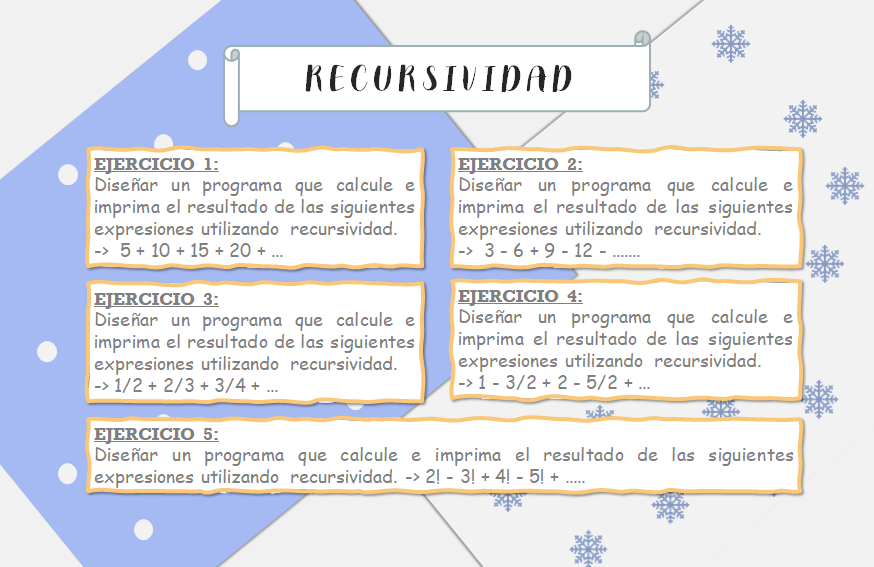 RECURSIVIDAD
EJERCICIO 1:
Diseñar un programa que calcule e
imprima el resultado de las siguientes
expresiones utilizando recursividad.
-> 5 + 10 + 15 + 20 + ...
EJERCICIO 2:
Diseñar un programa que calcule e
imprima el resultado de las siguientes
expresiones utilizando recursividad.
-> 3 - 6 + 9 - 12 - .......
EJERCICIO 3:
Diseñar un programa que calcule e
imprima el resultado de las siguientes
expresiones utilizando recursividad.
-> 1/2 + 2/3 + 3/4 + ...
EJERCICIO 4:
Diseñar un programa que calcule e
imprima el resultado de las siguientes
expresiones utilizando recursividad.
-> 1 - 3/2 + 2 - 5/2 + ...
EJERCICIO 5:
Diseñar un programa que calcule e imprima el resultado de las siguientes
expresiones utilizando recursividad. -> 2! - 3! + 4! - 5! + .....